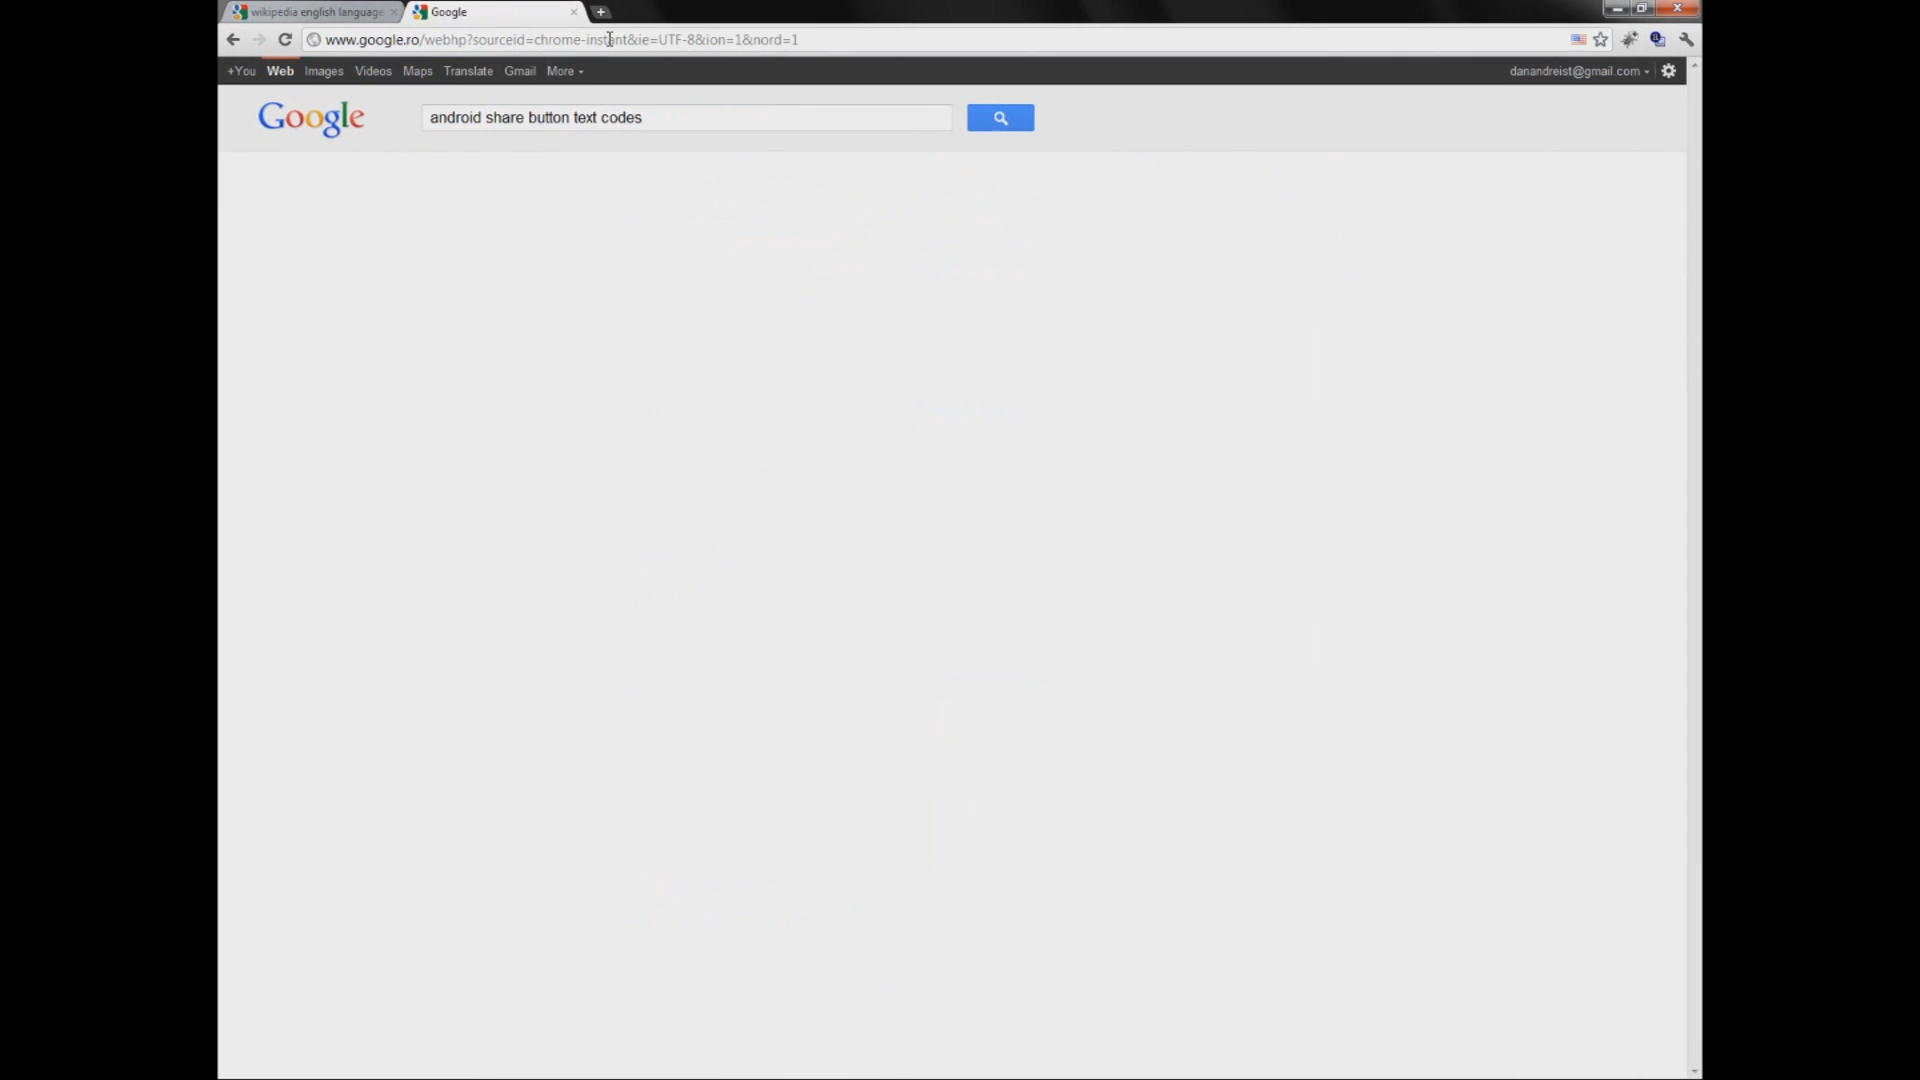 wikipedia english language
Google
www.google.ro/webhp?sourceid=chrome-instant&ie=UTF-8&ion=1&nord=1
+You Web Images Videos Maps Translate Gmail More
danandreist@gmail.com
Google
android share button text codes